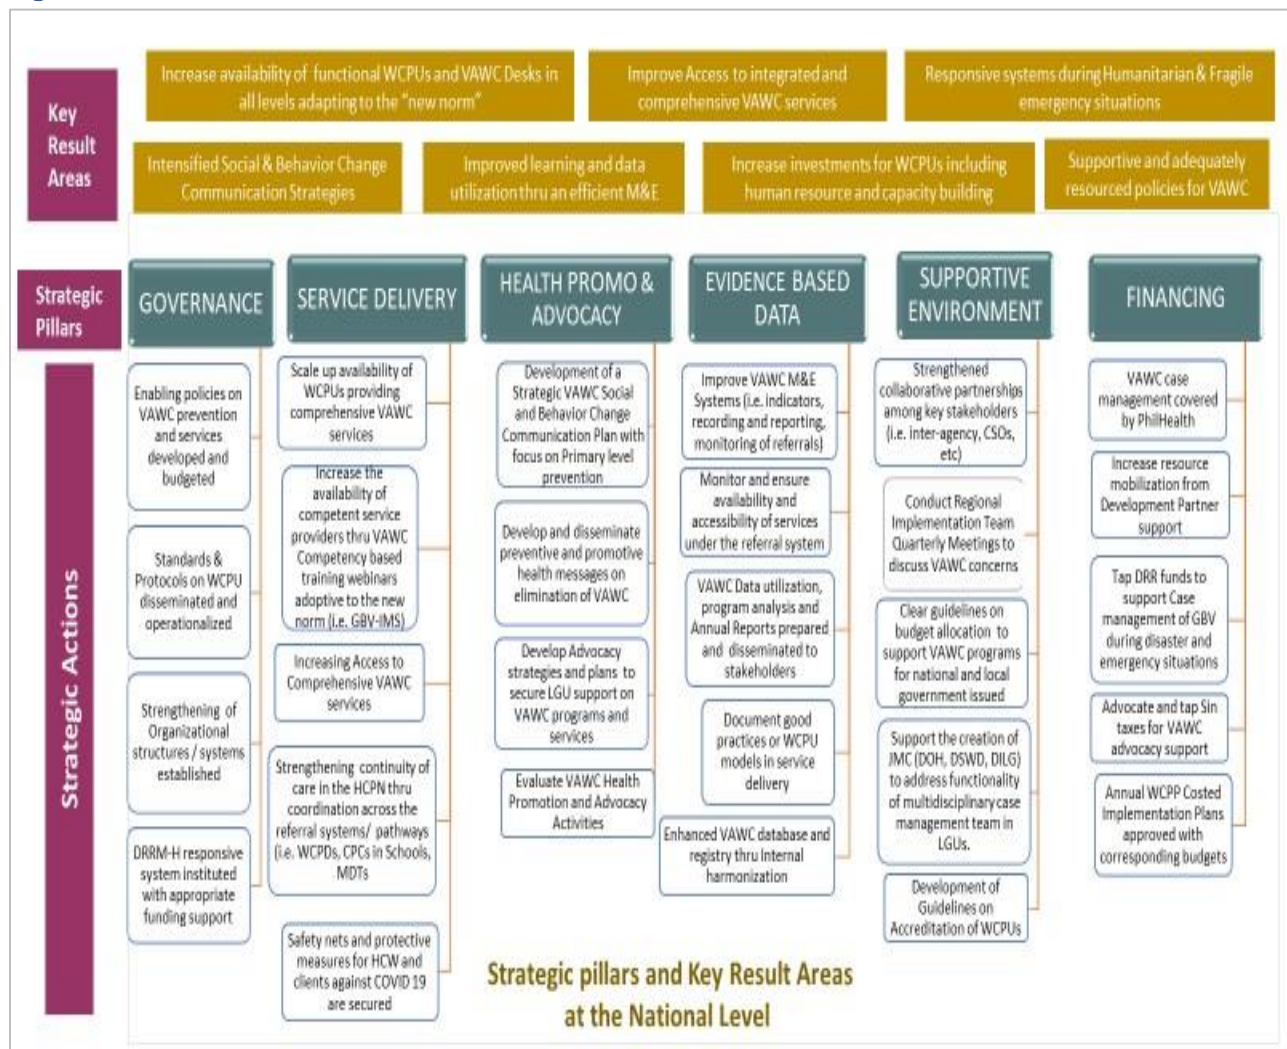 Key
Result
Areas
Increase availability of functional WCPUs and VAWC Desks in
all levels adapting to the "new norm"
Improve Access to integrated and
comprehensive VAWC services
Responsive systems during Humanitarian & Fragile
emergency situations
Intensified Social & Behavior Change
Communication Strategies
Improved learning and data
utilization thru an efficient M&E
Increase investments for WCPUs including
human resource and capacity building
Supportive and adequately
resourced policies for VAWC
Strategic
Pillars
GOVERNANCE
SERVICE DELIVERY
HEALTH PROMO &
ADVOCACY
EVIDENCE BASED
DATA
SUPPORTIVE
ENVIRONMENT
FINANCING
Strategic Actions
Enabling policies on
VAWC prevention
and services
developed and
budgeted
Standards &
Protocols on WCPU
disseminated and
operationalized
Strengthening of
Organizational
structures / systems
established
DRRM-H responsive
system instituted
with appropriate
funding support
Scale up availability of
WCPUs providing
comprehensive VAWC
services
Increase the
availability of
competent service
providers thru VAWC
Competency based
training webinars
adoptive to the new
norm (i.e. GBV-IMS)
Increasing Access to
Comprehensive VAWC
services
Strengthening continuity of
care in the HCPN thru
coordination across the
referral systems/ pathways
(i.e. WCPDs, CPCs in Schools,
MDTs
Safety nets and protective
measures for HCW and
clients against COVID 19
are secured
Development of a
Strategic VAWC Social
and Behavior Change
Communication Plan with
focus on Primary level
prevention
Develop and disseminate
preventive and promotive
health messages on
elimination of VAWC
Develop Advocacy
strategies and plans to
secure LGU support on
VAWC programs and
services
Evaluate VAWC Health
Promotion and Advocacy
Activities
Improve VAWC M&E
Systems (i.e. indicators,
recording and reporting,
monitoring of referrals)
Monitor and ensure
availability and
accessibility of services
under the referral system
VAWC Data utilization,
program analysis and
Annual Reports prepared
and disseminated to
stakeholders
Document good
practices or WCPU
models in service
delivery
Enhanced VAWC database and
registry thru Internal
harmonization
Strengthened
collaborative partnerships
among key stakeholders
(i.e. inter-agency, CSOs,
etc)
Conduct Regional
Implementation Team
Quarterly Meetings to
discuss VAWC concerns
Clear guidelines on
budget allocation to
support VAWC programs
for national and local
government issued
Support the creation of
JMC (DOH, DSWD, DILG)
to address functionality
of multidisciplinary case
management team in
LGUs.
Development of
Guidelines on
Accreditation of WCPUs
VAWC case
management covered
by PhilHealth
Increase resource
mobilization from
Development Partner
support
Tap DRR funds to
support Case
management of GBV
during disaster and
emergency situations
Advocate and tap Sin
taxes for VAWC
advocacy support
Annual WCPP Costed
Implementation Plans
approved with
corresponding budgets
Strategic pillars and Key Result Areas
at the National Level